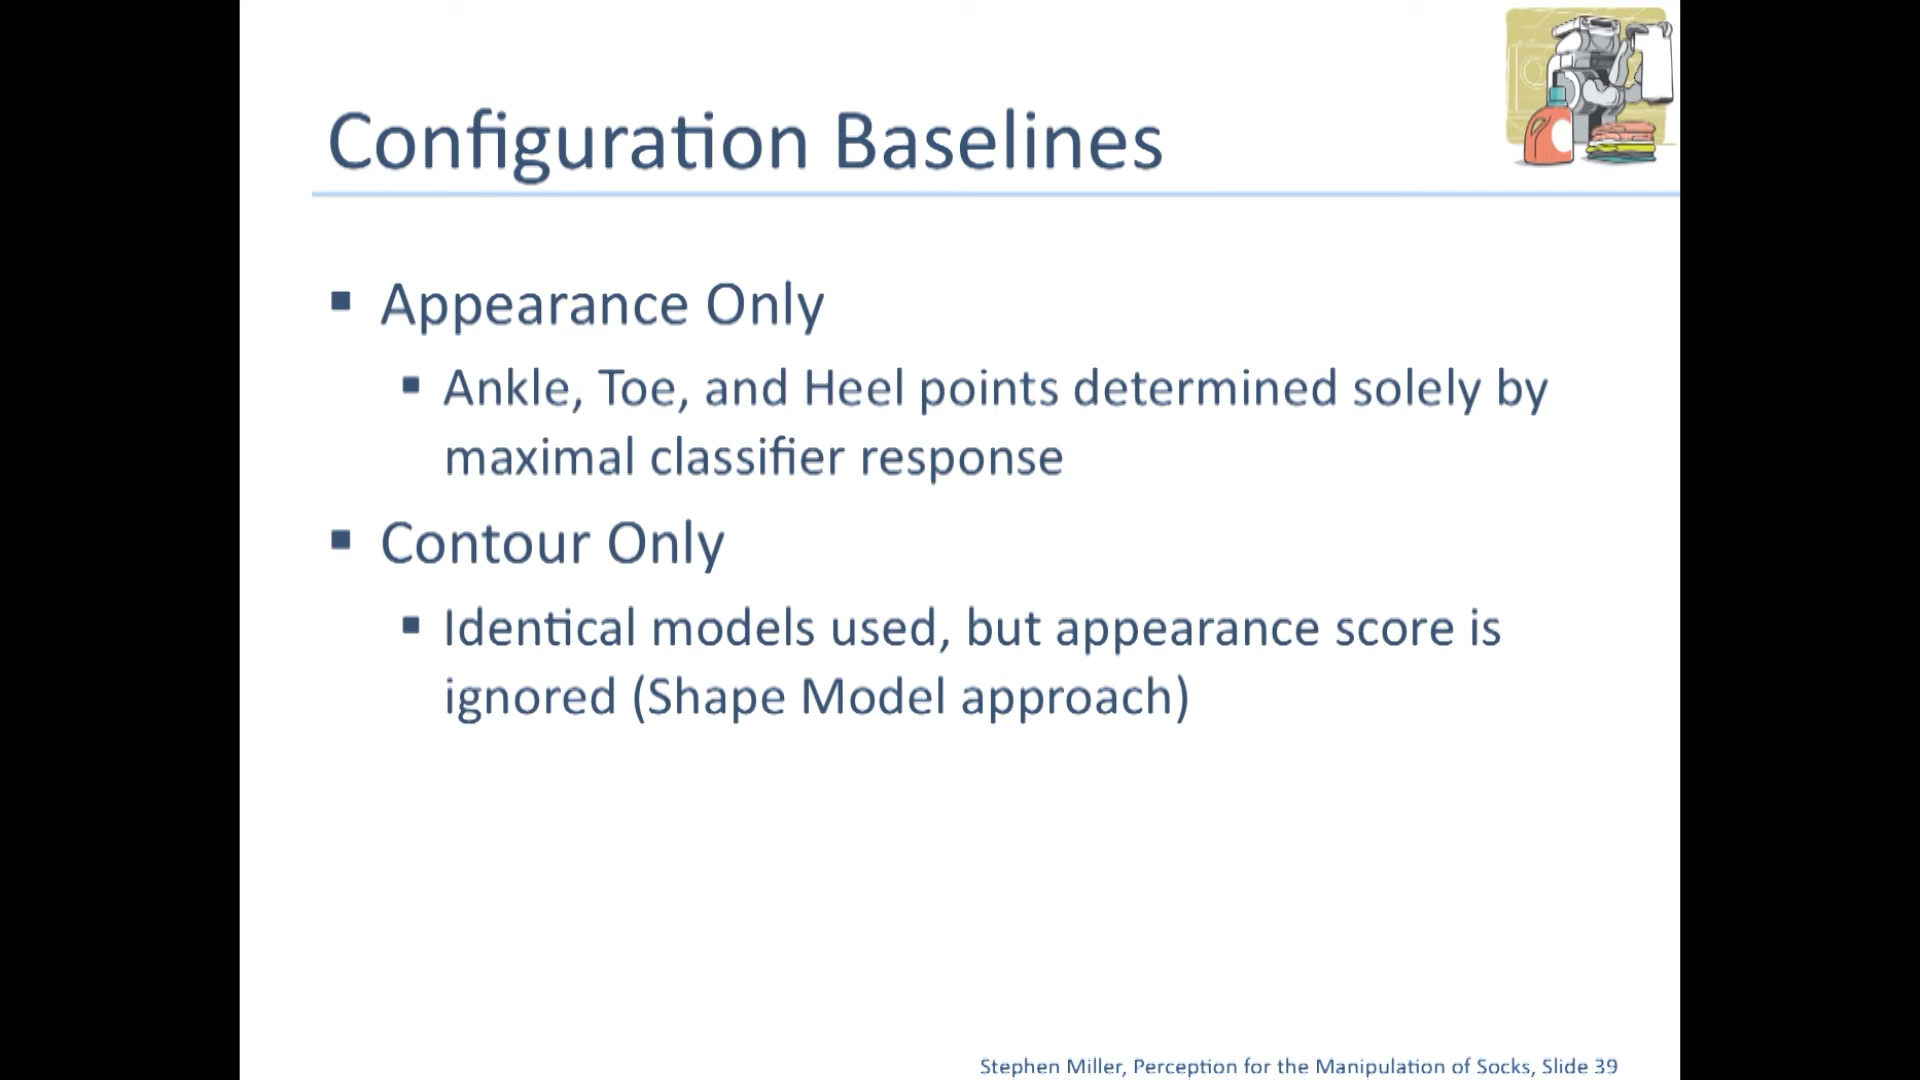 Configuration Baselines
▪ Appearance Only
▪ Ankle, Toe, and Heel points determined solely by
maximal classifier response
▪ Contour Only
▪ Identical models used, but appearance score is
ignored (Shape Model approach)
Stephen Miller, Perception for the Manipulation of Socks, Slide 39